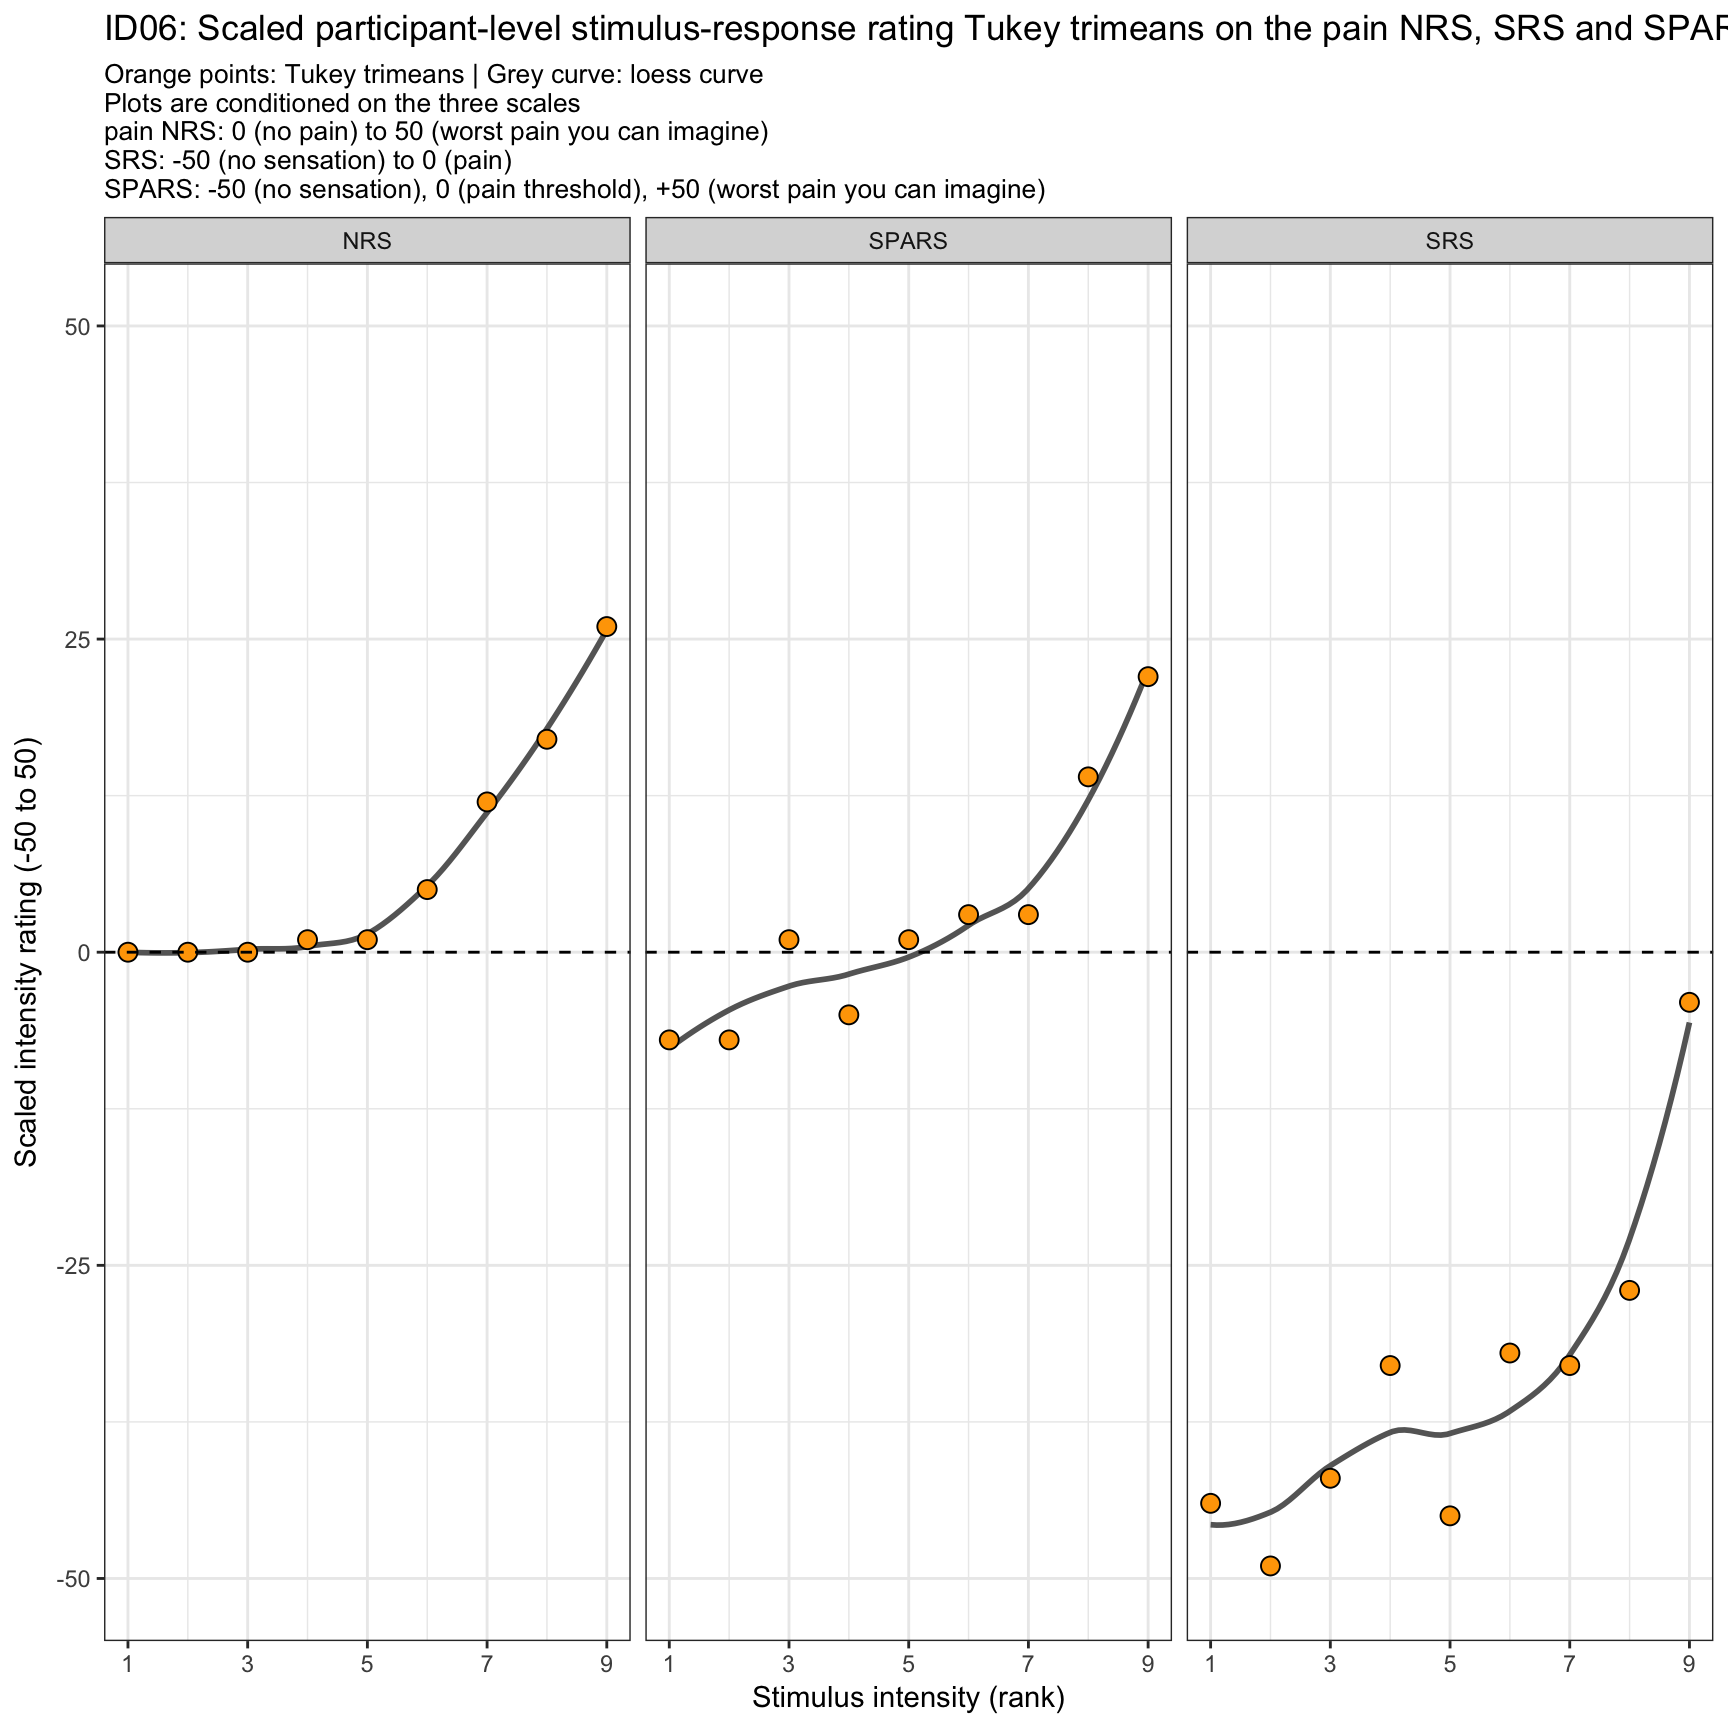 ID06: Scaled participant-level stimulus-response rating Tukey trimeans on the pain NRS, SRS and SPAR
Orange points: Tukey trimeans | Grey curve: loess curve
Plots are conditioned on the three scales
pain NRS: 0 (no pain) to 50 (worst pain you can imagine)
SRS: -50 (no sensation) to 0 (pain)
SPARS: -50 (no sensation), 0 (pain threshold), +50 (worst pain you can imagine)
NRS SPARS SRS
50
25
0
-25
-50
Scaled intensity rating (-50 to 50)
1 3 5 7 9 1 3 5 7 9 1 3 5 7 9
Stimulus intensity (rank)